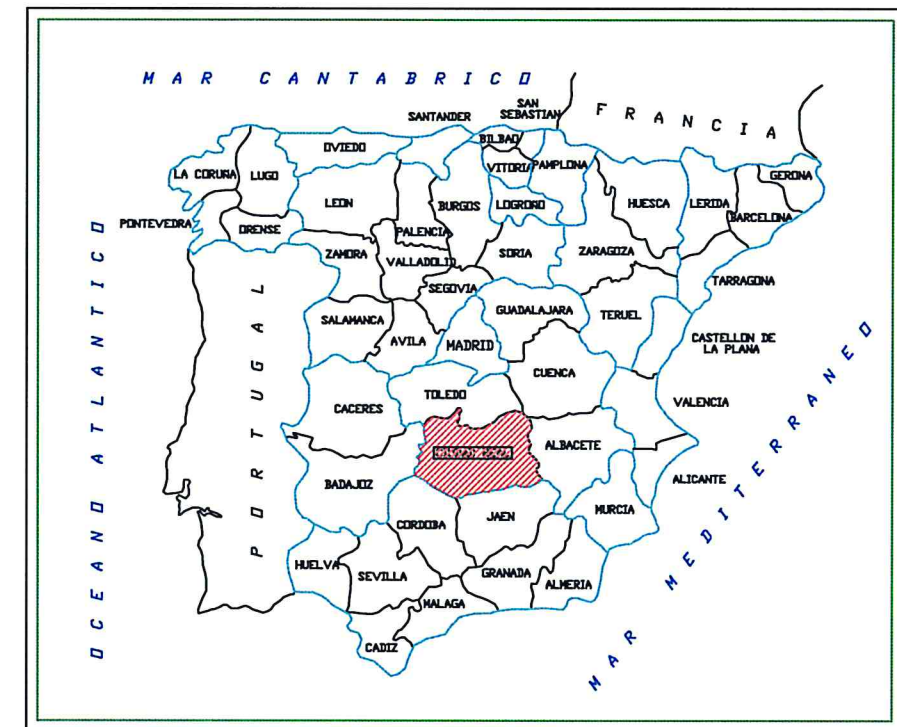 MAR CANTABRICO
SAN
SEBASTIAN
SANTANDER
FRANCIA
BILBAO
OVIEDO
LA CORUÑA
LUGO
VITORIA
PAMPLONA
GERONA
LEON
BURGOS
LOGROÑO
HUESCA
LERIDA
BARCELONA
PONTEVEDRA
ORENSE
PALENCIA
ZAMORA
VALLADOLID
SORIA
ZARAGOZA
SEGOVIA
TARRAGONA
SALAMANCA
AVILA
MADRID
GUADALAJARA
TERUEL
CASTELLON DE
LA PLANA
CUENCA
TOLEDO
CACERES
VALENCIA
ALBACETE
BADAJOZ
ALICANTE
MURCIA
CORDOBA
JAEN
HUELVA
SEVILLA
GRANADA
ALMERIA
MALAGA
CADIZ
PORTUGAL
OCEANO ATLANTICO
MAR MEDITERRANEO